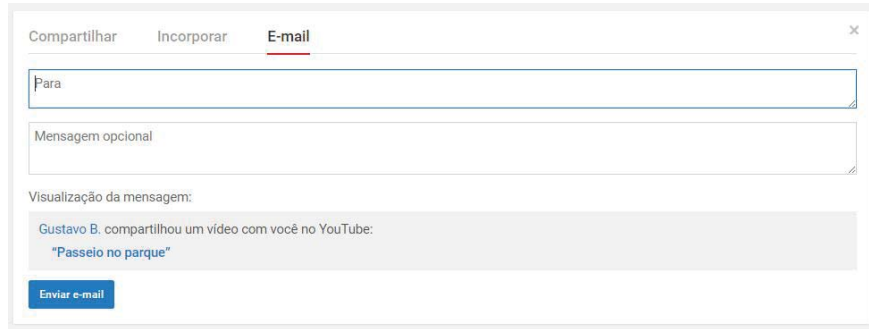 Compartilhar Incorporar E-mail ×
Para
Mensagem opcional
Visualização da mensagem:
Gustavo B. compartilhou um vídeo com você no YouTube:
“Passeio no parque”
Enviar e-mail